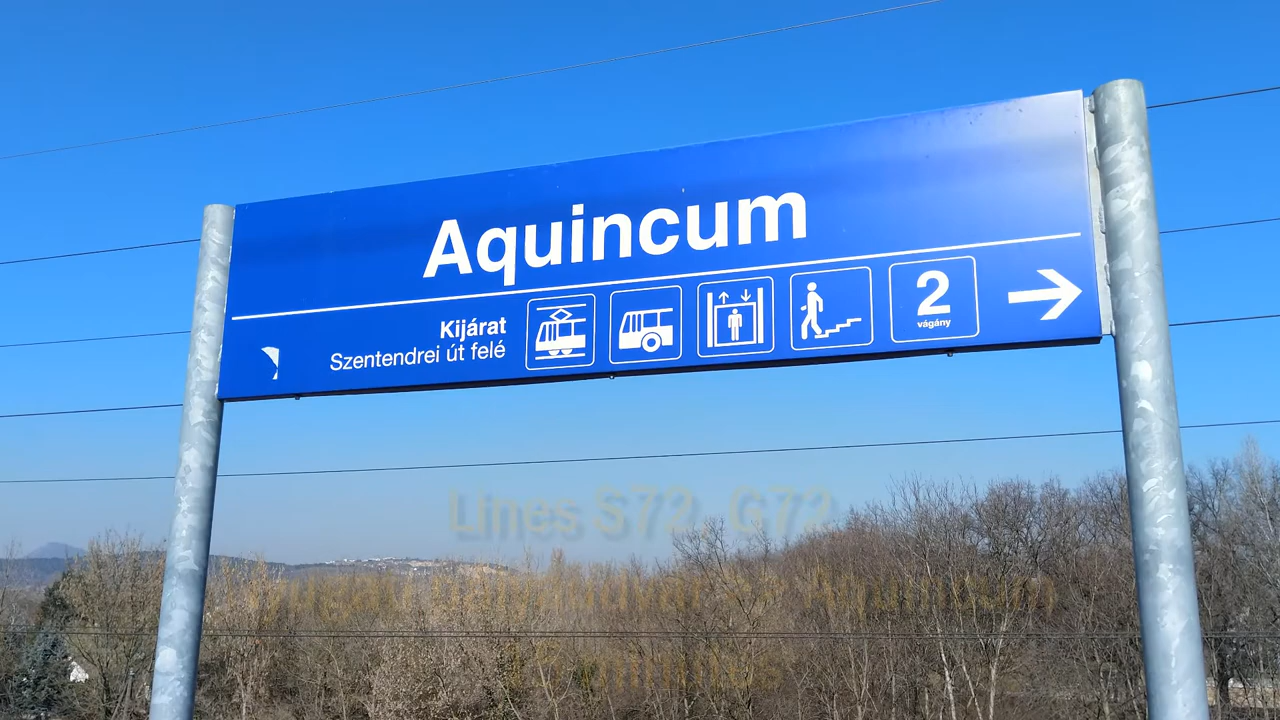 Aquincum
Kijárat
Szentendrei út felé
2
vágány
Lines S72, G72